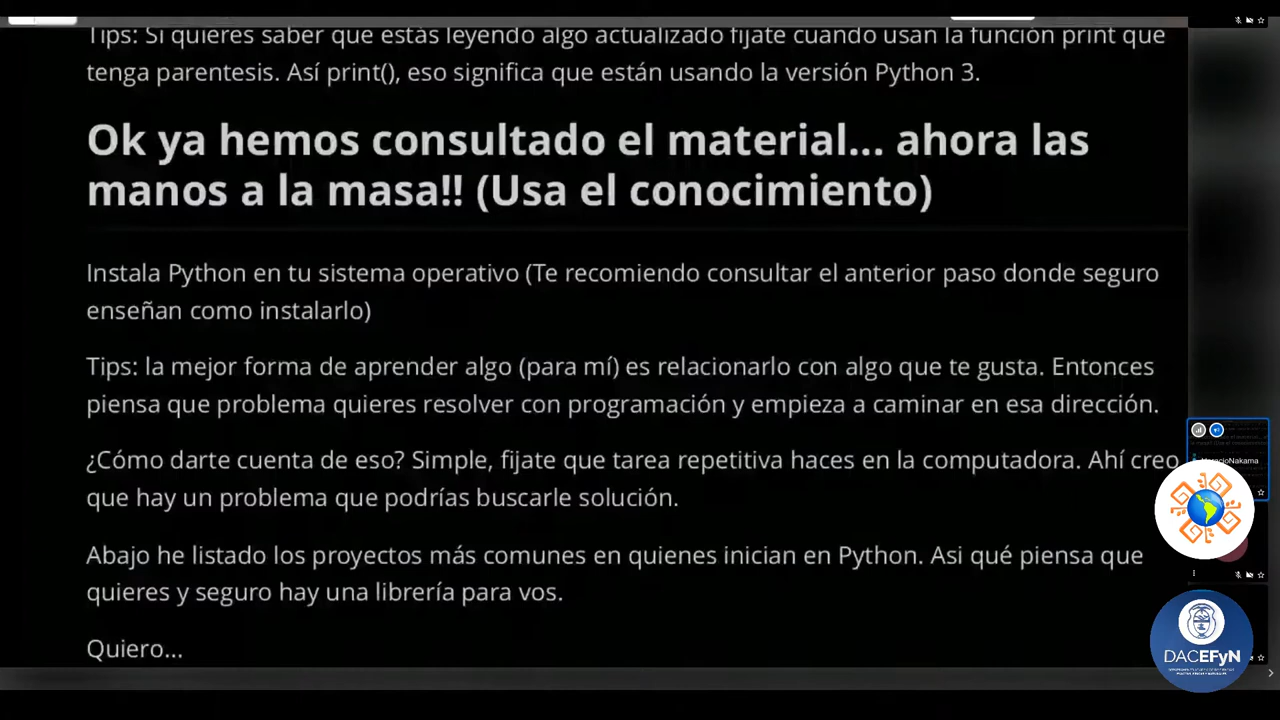 Tips: Si quieres saber que estás leyendo algo actualizado fijate cuando usan la función print que
tenga parentesis. Así print(), eso significa que están usando la versión Python 3.
Ok ya hemos consultado el material... ahora las
manos a la masa!! (Usa el conocimiento)
Instala Python en tu sistema operativo (Te recomiendo consultar el anterior paso donde seguro
enseñan como instalarlo)
Tips: la mejor forma de aprender algo (para mí) es relacionarlo con algo que te gusta. Entonces
piensa que problema quieres resolver con programación y empieza a caminar en esa dirección.
¿Cómo darte cuenta de eso? Simple, fijate que tarea repetitiva haces en la computadora. Ahí creo
que hay un problema que podrías buscarle solución.
Abajo he listado los proyectos más comunes en quienes inician en Python. Asi qué piensa que
quieres y seguro hay una librería para vos.
Quiero...
DACEFyN